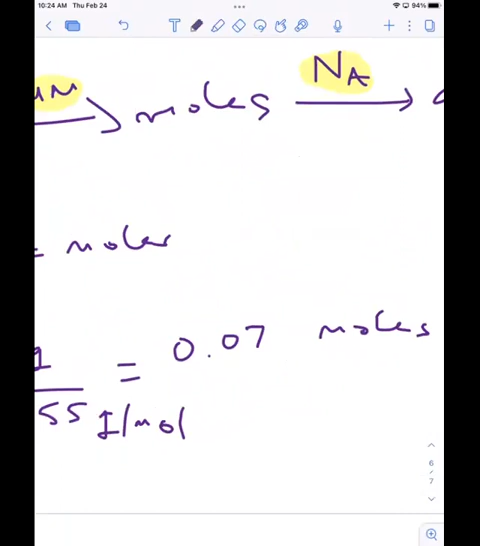 10:24 AM Thu Feb 24
94%
T
NA
moles
= moles
= 0.07 moles
55 g/mol
6
7